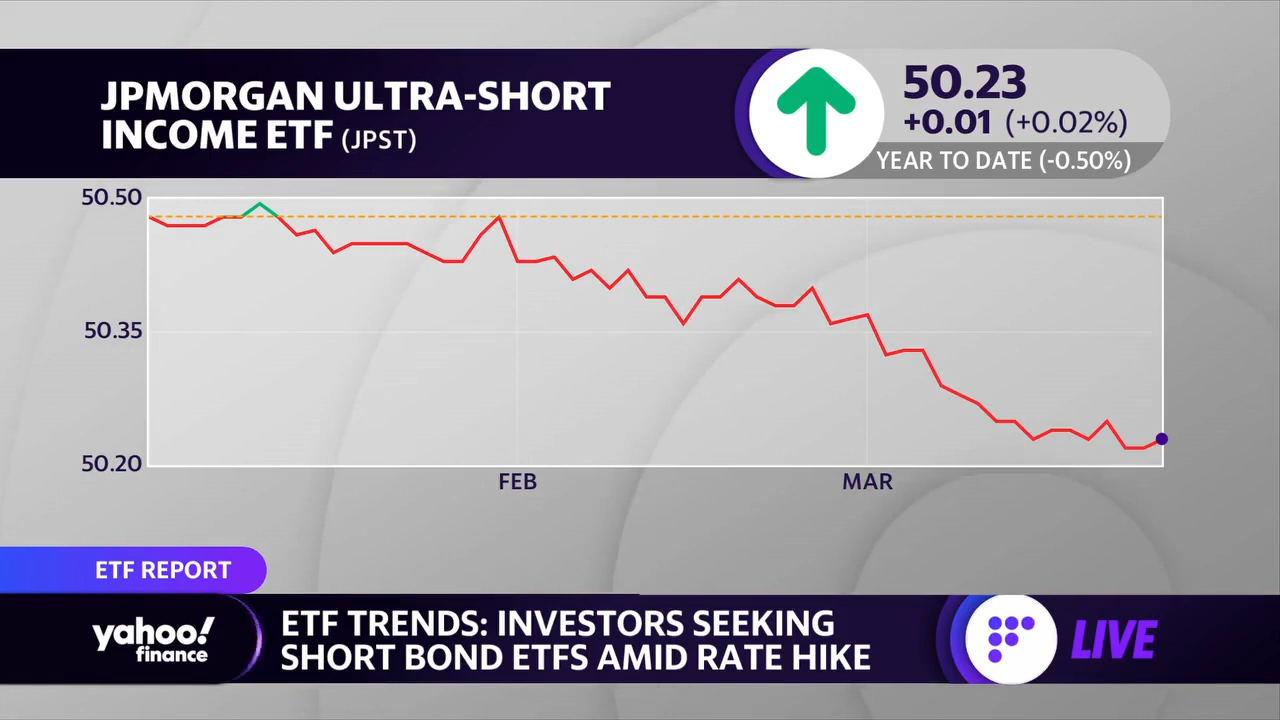 JPMORGAN ULTRA-SHORT
INCOME ETF (JPST)
50.23
+0.01 (+0.02%)
YEAR TO DATE (-0.50%)
50.50
50.35
50.20
FEB
MAR
ETF REPORT
yahoo!
finance
ETF TRENDS: INVESTORS SEEKING
SHORT BOND ETFS AMID RATE HIKE
LIVE